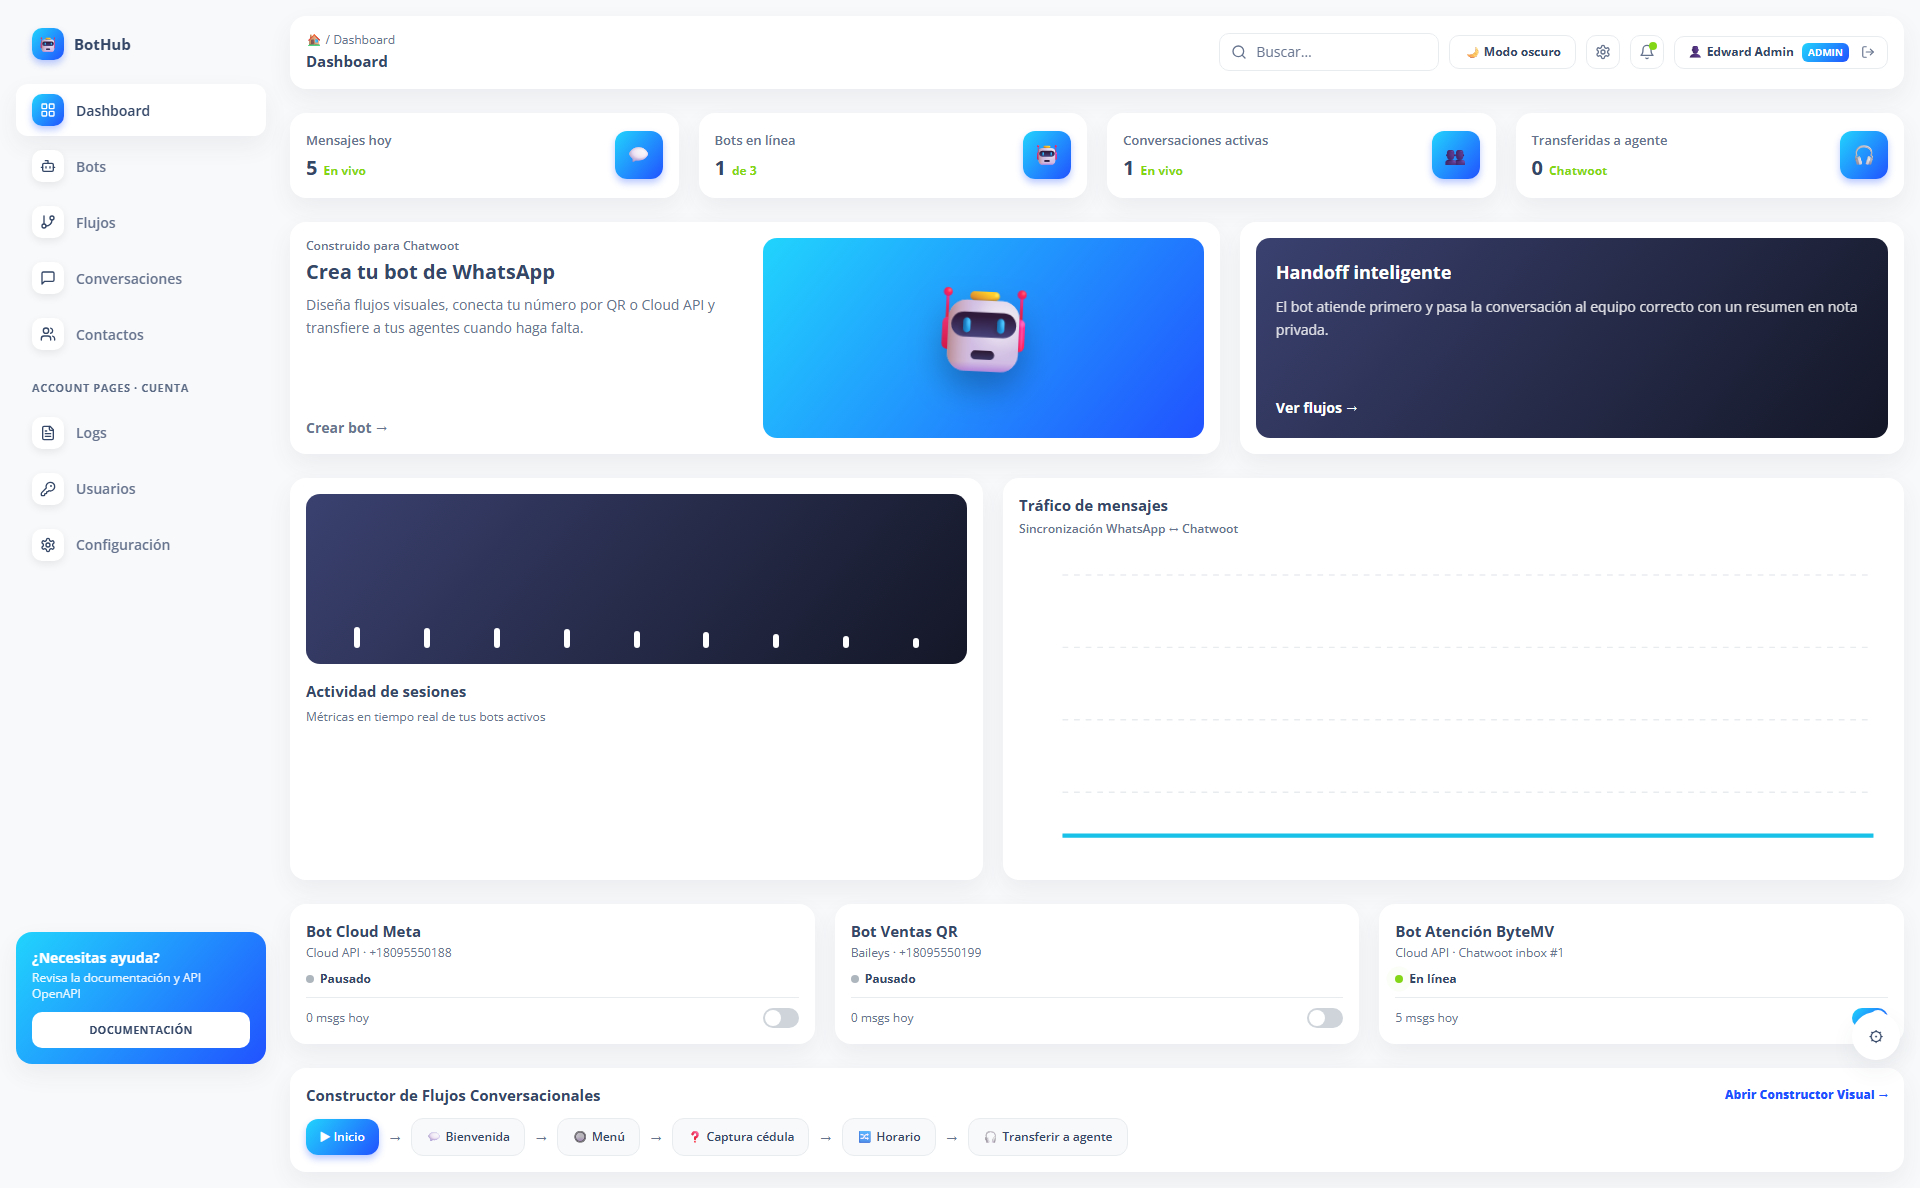 BotHub
Dashboard
Bots
Flujos
Conversaciones
Contactos
ACCOUNT PAGES · CUENTA
Logs
Usuarios
Configuración
¿Necesitas ayuda?
Revisa la documentación y API
OpenAPI
DOCUMENTACIÓN
/ Dashboard
Dashboard
Buscar...
Modo oscuro
Edward Admin ADMIN
Mensajes hoy
5 En vivo
Bots en línea
1 de 3
Conversaciones activas
1 En vivo
Transferidas a agente
0 Chatwoot
Construido para Chatwoot
Crea tu bot de WhatsApp
Diseña flujos visuales, conecta tu número por QR o Cloud API y
transfiere a tus agentes cuando haga falta.
Crear bot →
Handoff inteligente
El bot atiende primero y pasa la conversación al equipo correcto con un resumen en nota
privada.
Ver flujos →
Actividad de sesiones
Métricas en tiempo real de tus bots activos
Tráfico de mensajes
Sincronización WhatsApp ↔ Chatwoot
Bot Cloud Meta
Cloud API · +18095550188
Pausado
0 msgs hoy
Bot Ventas QR
Baileys · +18095550199
Pausado
0 msgs hoy
Bot Atención ByteMV
Cloud API · Chatwoot inbox #1
En línea
5 msgs hoy
Constructor de Flujos Conversacionales
Abrir Constructor Visual →
▶ Inicio → Bienvenida → Menú → ❓ Captura cédula → Horario → Transferir a agente